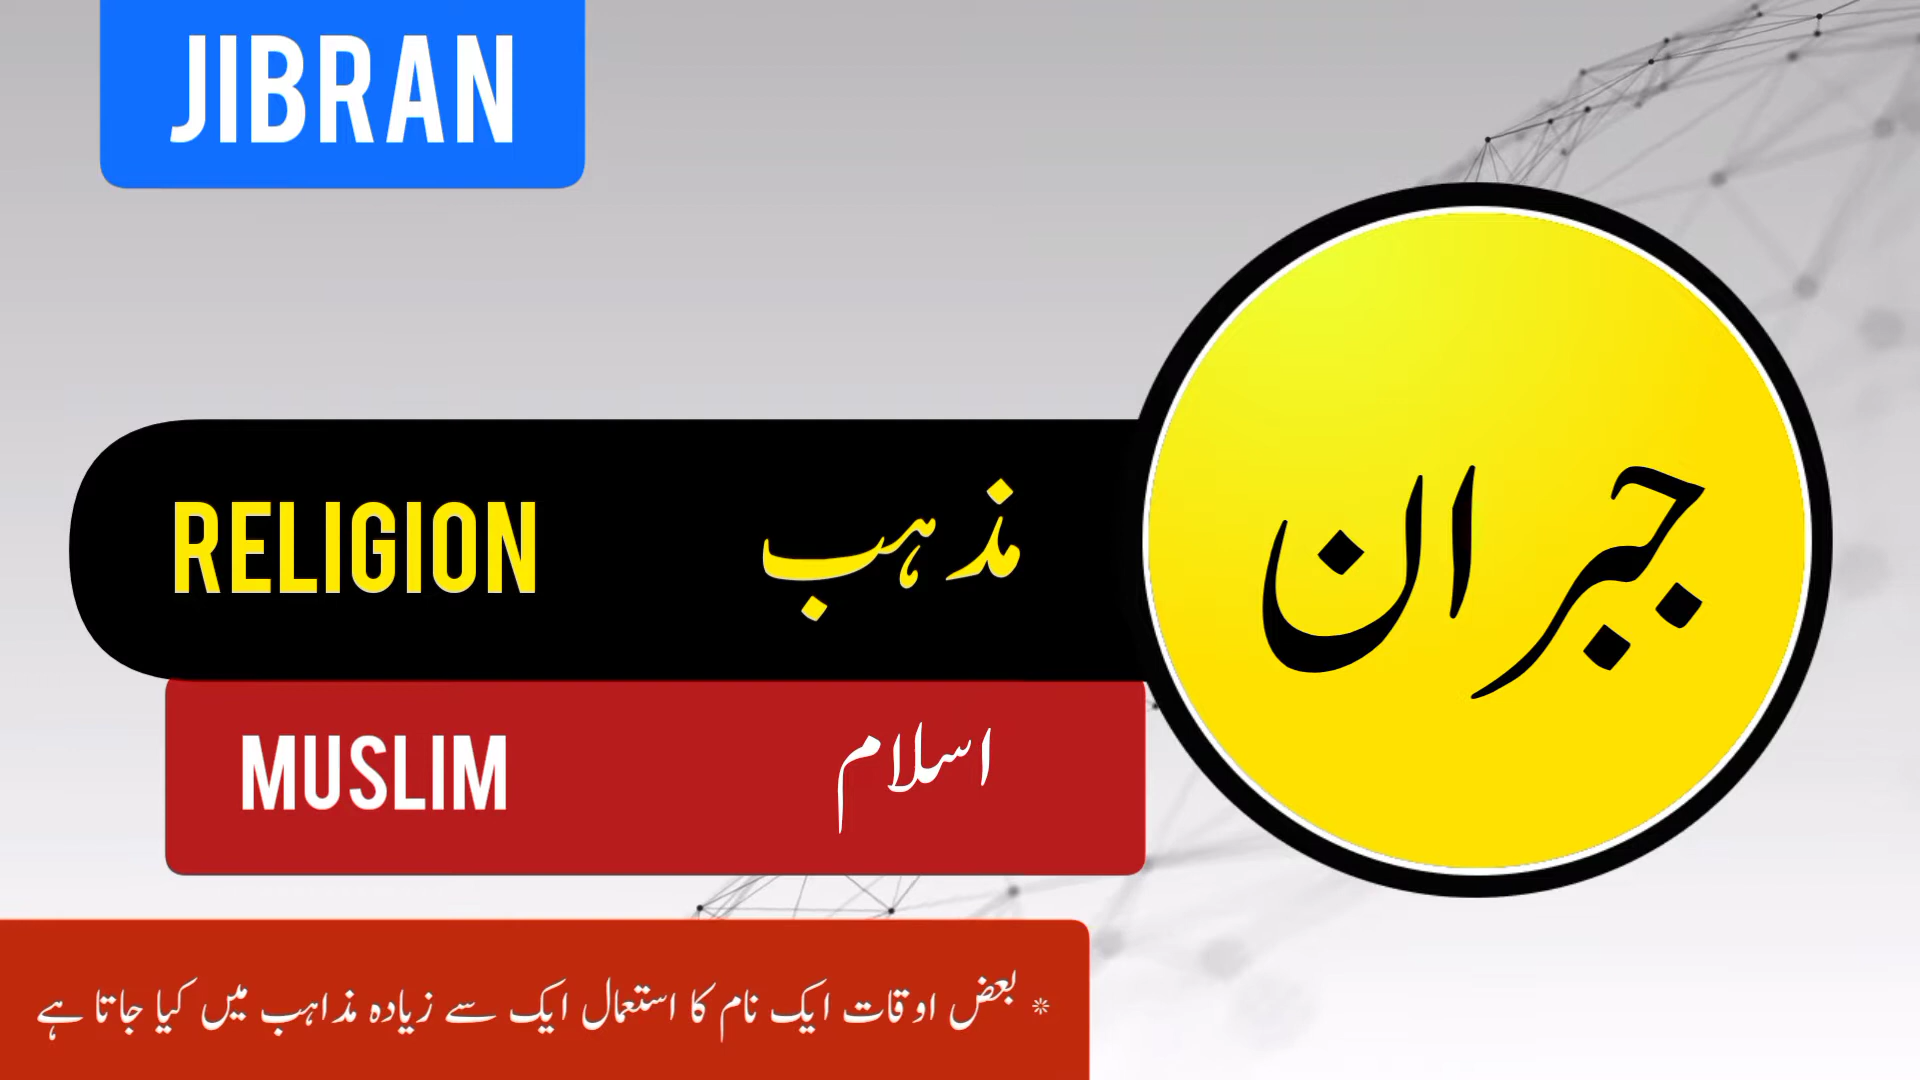 JIBRAN
جبران
RELIGION مذہب
MUSLIM اسلام
* بعض اوقات ایک نام کا استعمال ایک سے زیادہ مذاہب میں کیا جاتا ہے